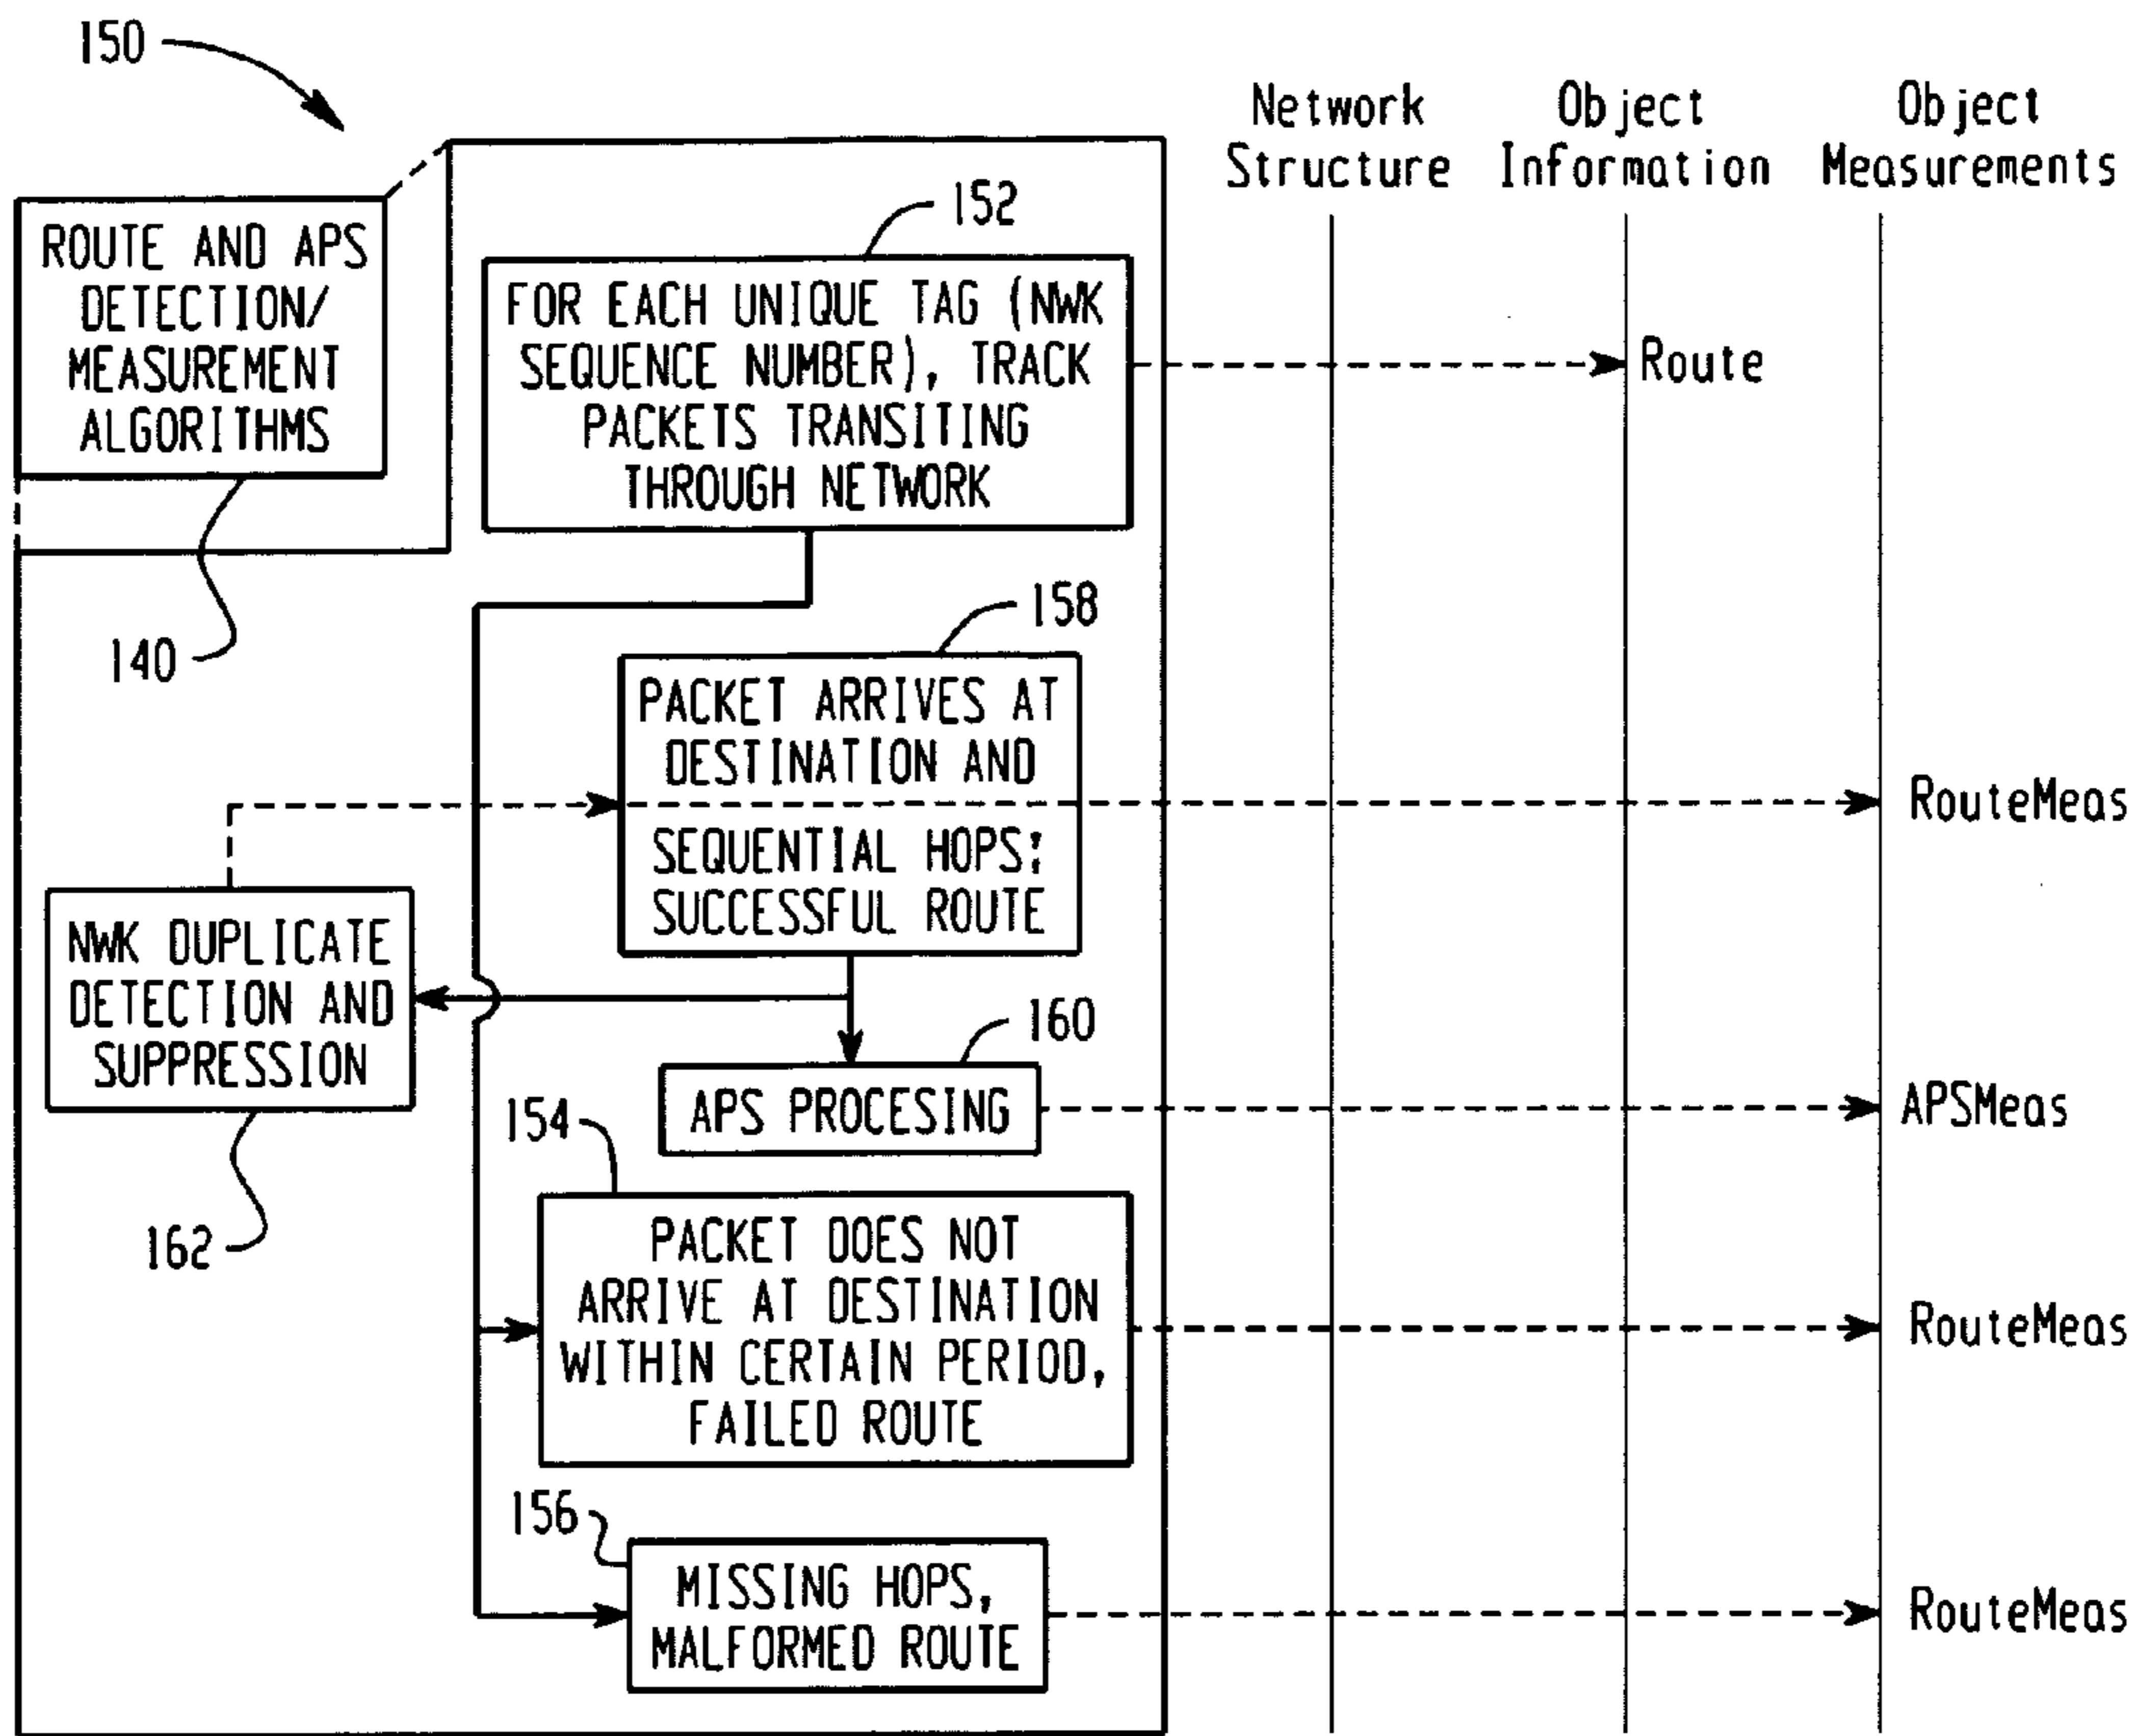 150
Network
Structure
Object
Information
Object
Measurements
ROUTE AND APS
DETECTION/
MEASUREMENT
ALGORITHMS
140
152
FOR EACH UNIQUE TAG (NWK
SEQUENCE NUMBER), TRACK
PACKETS TRANSITING
THROUGH NETWORK
Route
158
PACKET ARRIVES AT
DESTINATION AND
SEQUENTIAL HOPS;
SUCCESSFUL ROUTE
RouteMeas
NWK DUPLICATE
DETECTION AND
SUPPRESSION
162
160
APS PROCESING
APSMeas
154
PACKET DOES NOT
ARRIVE AT DESTINATION
WITHIN CERTAIN PERIOD,
FAILED ROUTE
RouteMeas
156
MISSING HOPS,
MALFORMED ROUTE
RouteMeas